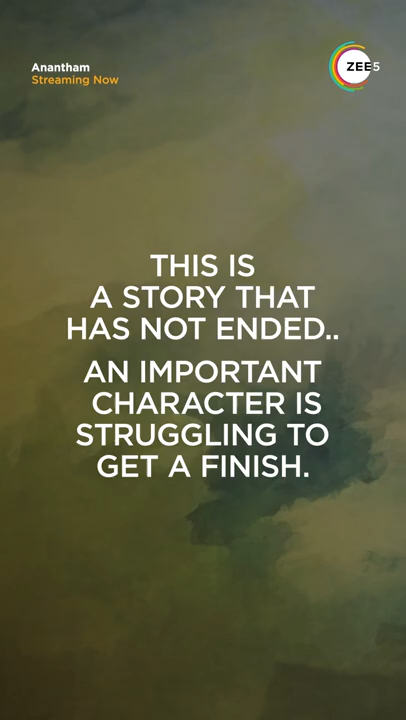 Anantham
Streaming Now
ZEE5
THIS IS
A STORY THAT
HAS NOT ENDED..
AN IMPORTANT
CHARACTER IS
STRUGGLING TO
GET A FINISH.